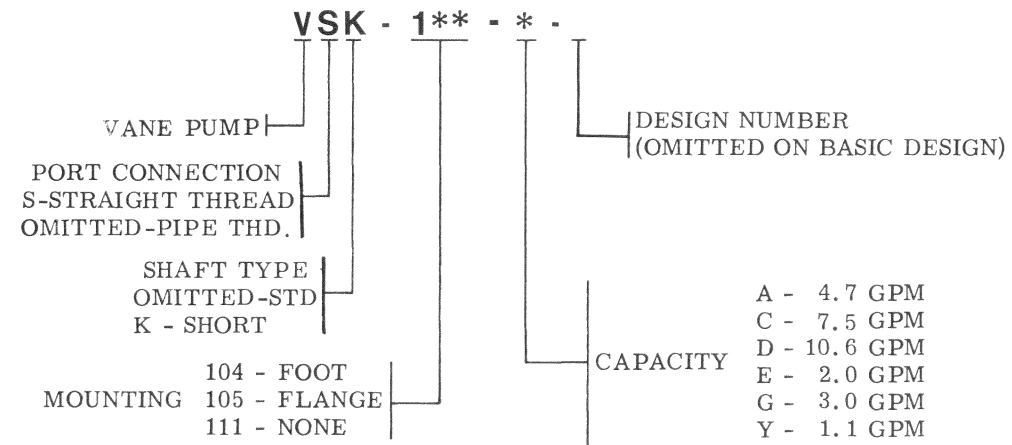 VSK - 1** - * -
VANE PUMP
DESIGN NUMBER
(OMITTED ON BASIC DESIGN)
PORT CONNECTION
S-STRAIGHT THREAD
OMITTED-PIPE THD.
SHAFT TYPE
OMITTED-STD
K - SHORT
MOUNTING
104 - FOOT
105 - FLANGE
111 - NONE
CAPACITY
A - 4.7 GPM
C - 7.5 GPM
D - 10.6 GPM
E - 2.0 GPM
G - 3.0 GPM
Y - 1.1 GPM